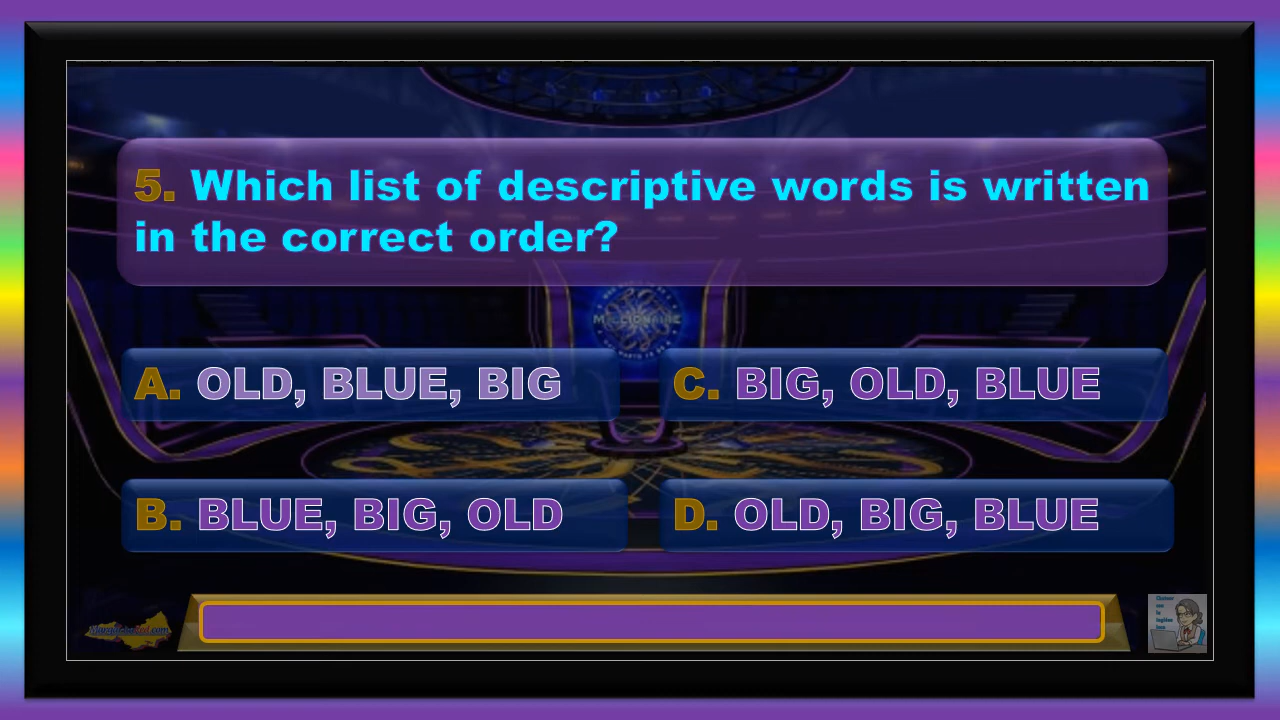 5. Which list of descriptive words is written
in the correct order?
MILLIONAIRE
A. OLD, BLUE, BIG
C. BIG, OLD, BLUE
B. BLUE, BIG, OLD
D. OLD, BIG, BLUE